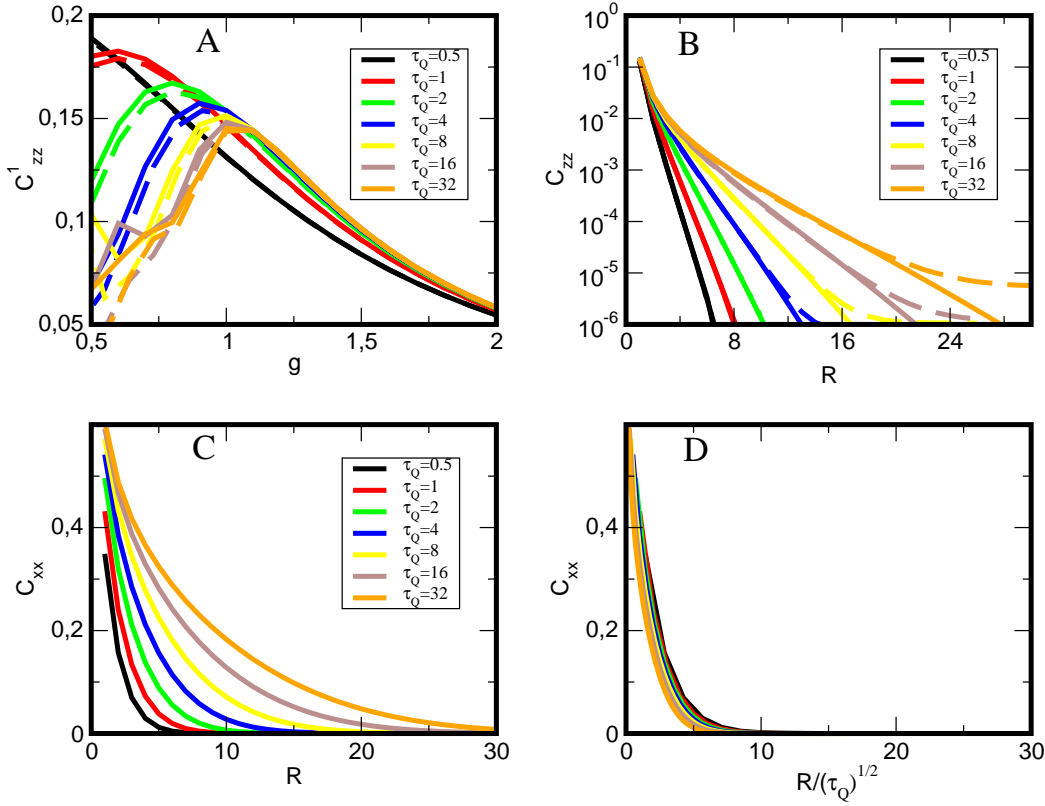 0,2
0,15
0,1
0,05
C¹zz
A
τQ=0.5
τQ=1
τQ=2
τQ=4
τQ=8
τQ=16
τQ=32
0,5 1 1,5 2
g
10⁰
10⁻¹
10⁻²
10⁻³
10⁻⁴
10⁻⁵
10⁻⁶
Czz
B
τQ=0.5
τQ=1
τQ=2
τQ=4
τQ=8
τQ=16
τQ=32
0 8 16 24
R
0,4
0,2
0
Cxx
C
τQ=0.5
τQ=1
τQ=2
τQ=4
τQ=8
τQ=16
τQ=32
0 10 20 30
R
0,4
0,2
0
Cxx
D
0 10 20 30
R/(τQ)^1/2